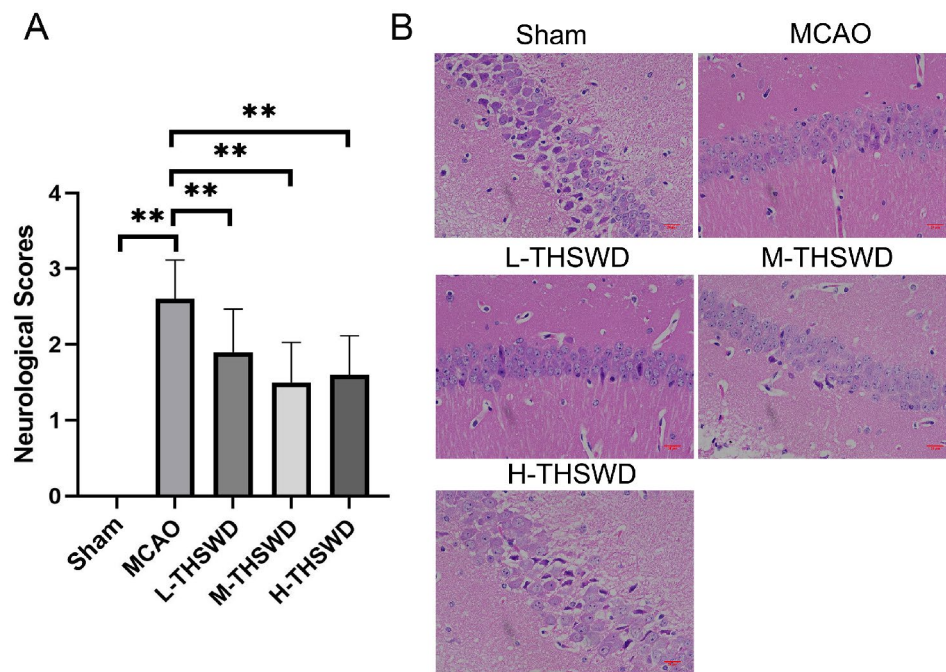 A
**
**
**
**
4
3
2
1
0
Neurological Scores
Sham
MCAO
L-THSWD
M-THSWD
H-THSWD
B
Sham
MCAO
L-THSWD
M-THSWD
H-THSWD